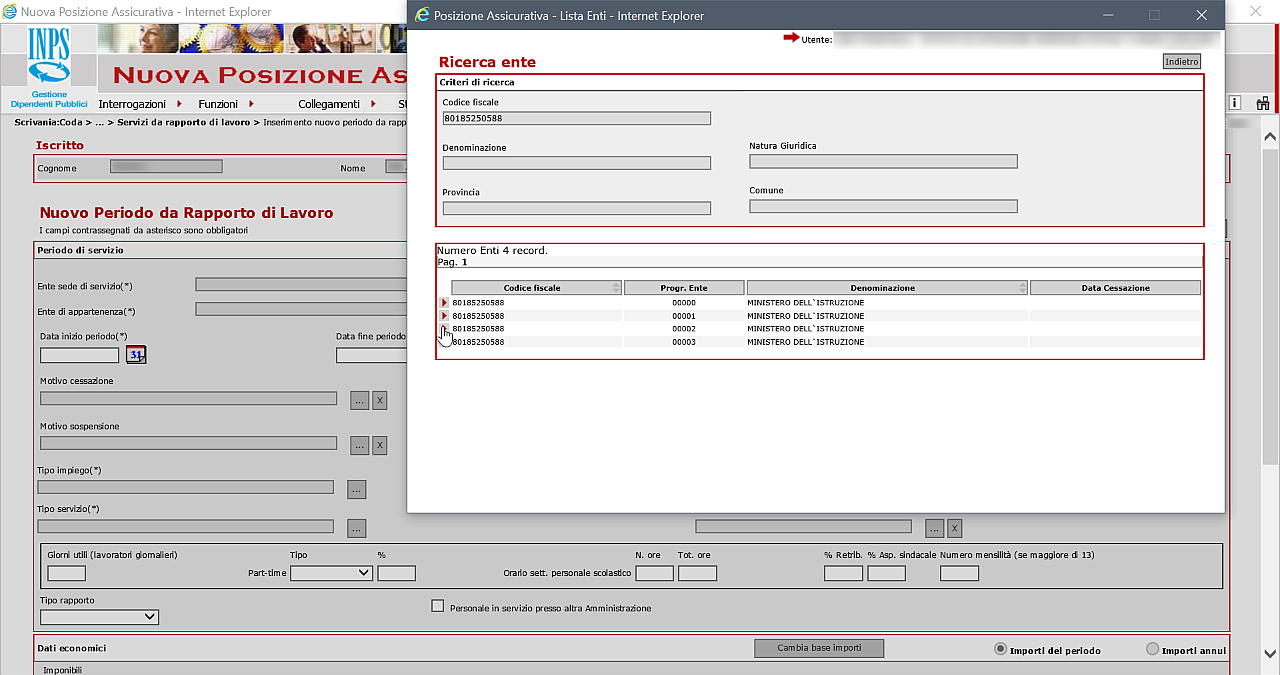 Nuova Posizione Assicurativa - Internet Explorer
INPS
Gestione
Dipendenti Pubblici
NUOVA POSIZIONE AS
Interrogazioni Funzioni Collegamenti
i
Scrivania:Coda > ... > Servizi da rapporto di lavoro > Inserimento nuovo periodo da rapp
Iscritto
Cognome Nome
Nuovo Periodo da Rapporto di Lavoro
I campi contrassegnati da asterisco sono obbligatori
Periodo di servizio
Ente sede di servizio(*)
Ente di appartenenza(*)
Data inizio periodo(*) Data fine periodo
31
Motivo cessazione
... x
Motivo sospensione
... x
Tipo impiego(*)
...
Tipo servizio(*)
... ... x
Giorni utili (lavoratori giornalieri) Tipo % N. ore Tot. ore % Retrib. % Asp. sindacale Numero mensilità (se maggiore di 13)
Part-time Orario sett. personale scolastico
Tipo rapporto
Personale in servizio presso altra Amministrazione
Dati economici Cambia base importi Importi del periodo Importi annui
Imponibili
Posizione Assicurativa - Lista Enti - Internet Explorer
Utente:
Ricerca ente
Indietro
Criteri di ricerca
Codice fiscale
80185250588
Denominazione Natura Giuridica
Provincia Comune
Numero Enti 4 record.
Pag. 1
Codice fiscale Progr. Ente Denominazione Data Cessazione
80185250588 00000 MINISTERO DELL`ISTRUZIONE
80185250588 00001 MINISTERO DELL`ISTRUZIONE
80185250588 00002 MINISTERO DELL`ISTRUZIONE
80185250588 00003 MINISTERO DELL`ISTRUZIONE